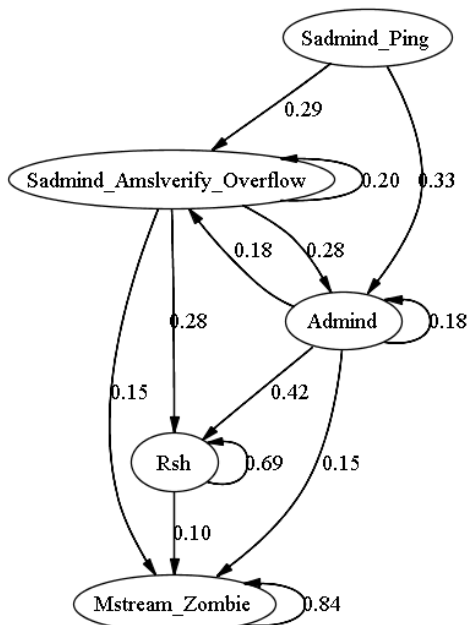 Sadmind_Ping
0.29
Sadmind_Amslverify_Overflow
0.20
0.33
0.18
0.28
Admind
0.18
0.28
0.15
0.42
Rsh
0.69
0.15
0.10
Mstream_Zombie
0.84